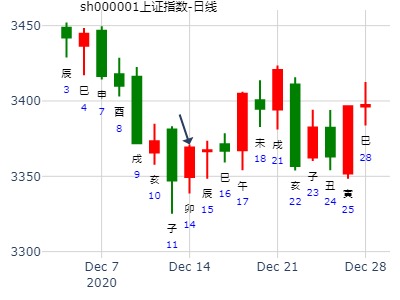 sh000001上证指数-日线
3450
3400
3350
3300
辰
3
巳
4
申
7
酉
8
戌
9
亥
10
子
11
卯
14
辰
15
巳
16
午
17
未
18
戌
21
亥
22
子
23
丑
24
寅
25
巳
28
Dec 7
2020
Dec 14
Dec 21
Dec 28